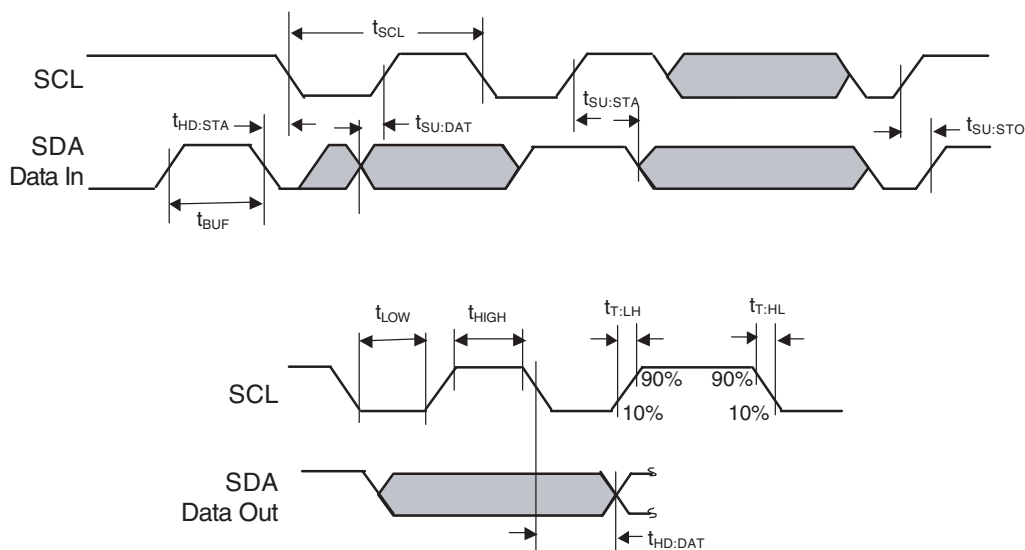 tSCL
SCL
tSU:STA
tHD:STA
tSU:DAT
tSU:STO
SDA
Data In
tBUF
tLOW
tHIGH
tT:LH
tT:HL
SCL
90%
90%
10%
10%
SDA
Data Out
tHD:DAT